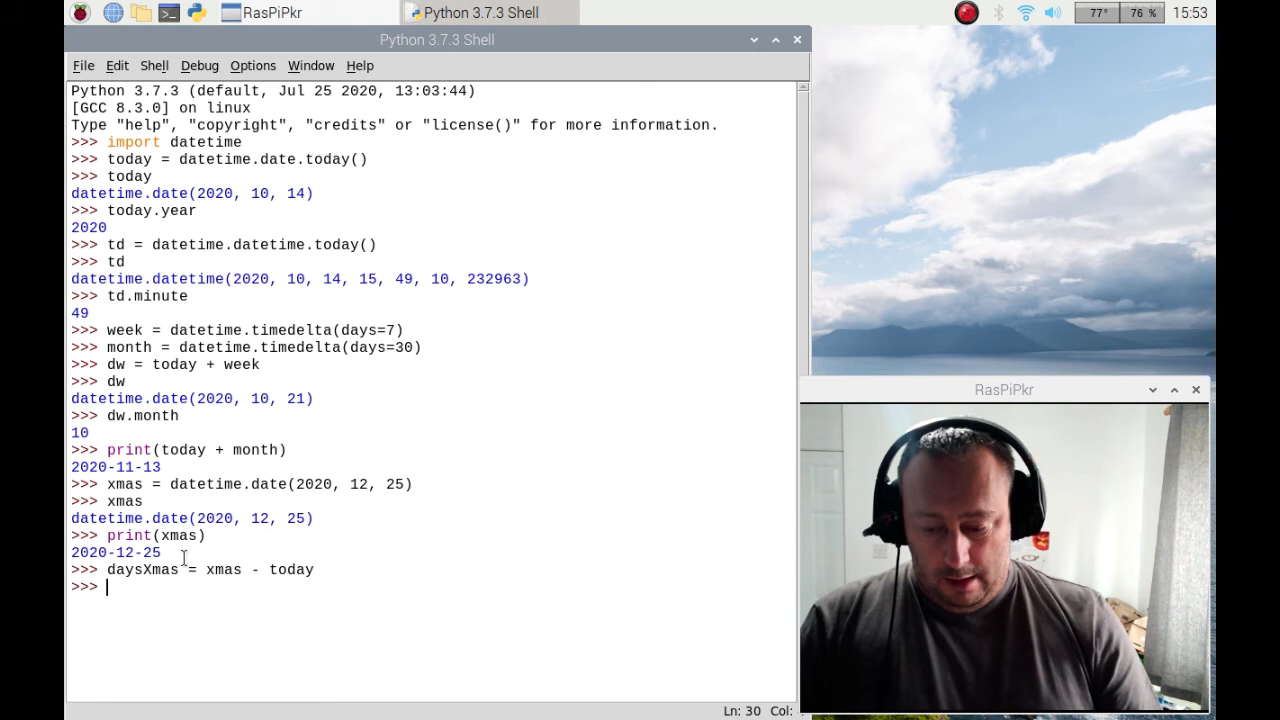 RasPiPkr
Python 3.7.3 Shell
77°
76 %
15:53
Python 3.7.3 Shell
File Edit Shell Debug Options Window Help
Python 3.7.3 (default, Jul 25 2020, 13:03:44)
[GCC 8.3.0] on linux
Type "help", "copyright", "credits" or "license()" for more information.
>>> import datetime
>>> today = datetime.date.today()
>>> today
datetime.date(2020, 10, 14)
>>> today.year
2020
>>> td = datetime.datetime.today()
>>> td
datetime.datetime(2020, 10, 14, 15, 49, 10, 232963)
>>> td.minute
49
>>> week = datetime.timedelta(days=7)
>>> month = datetime.timedelta(days=30)
>>> dw = today + week
>>> dw
datetime.date(2020, 10, 21)
>>> dw.month
10
>>> print(today + month)
2020-11-13
>>> xmas = datetime.date(2020, 12, 25)
>>> xmas
datetime.date(2020, 12, 25)
>>> print(xmas)
2020-12-25
>>> daysXmas = xmas - today
>>>
RasPiPkr
Ln: 30 Col: